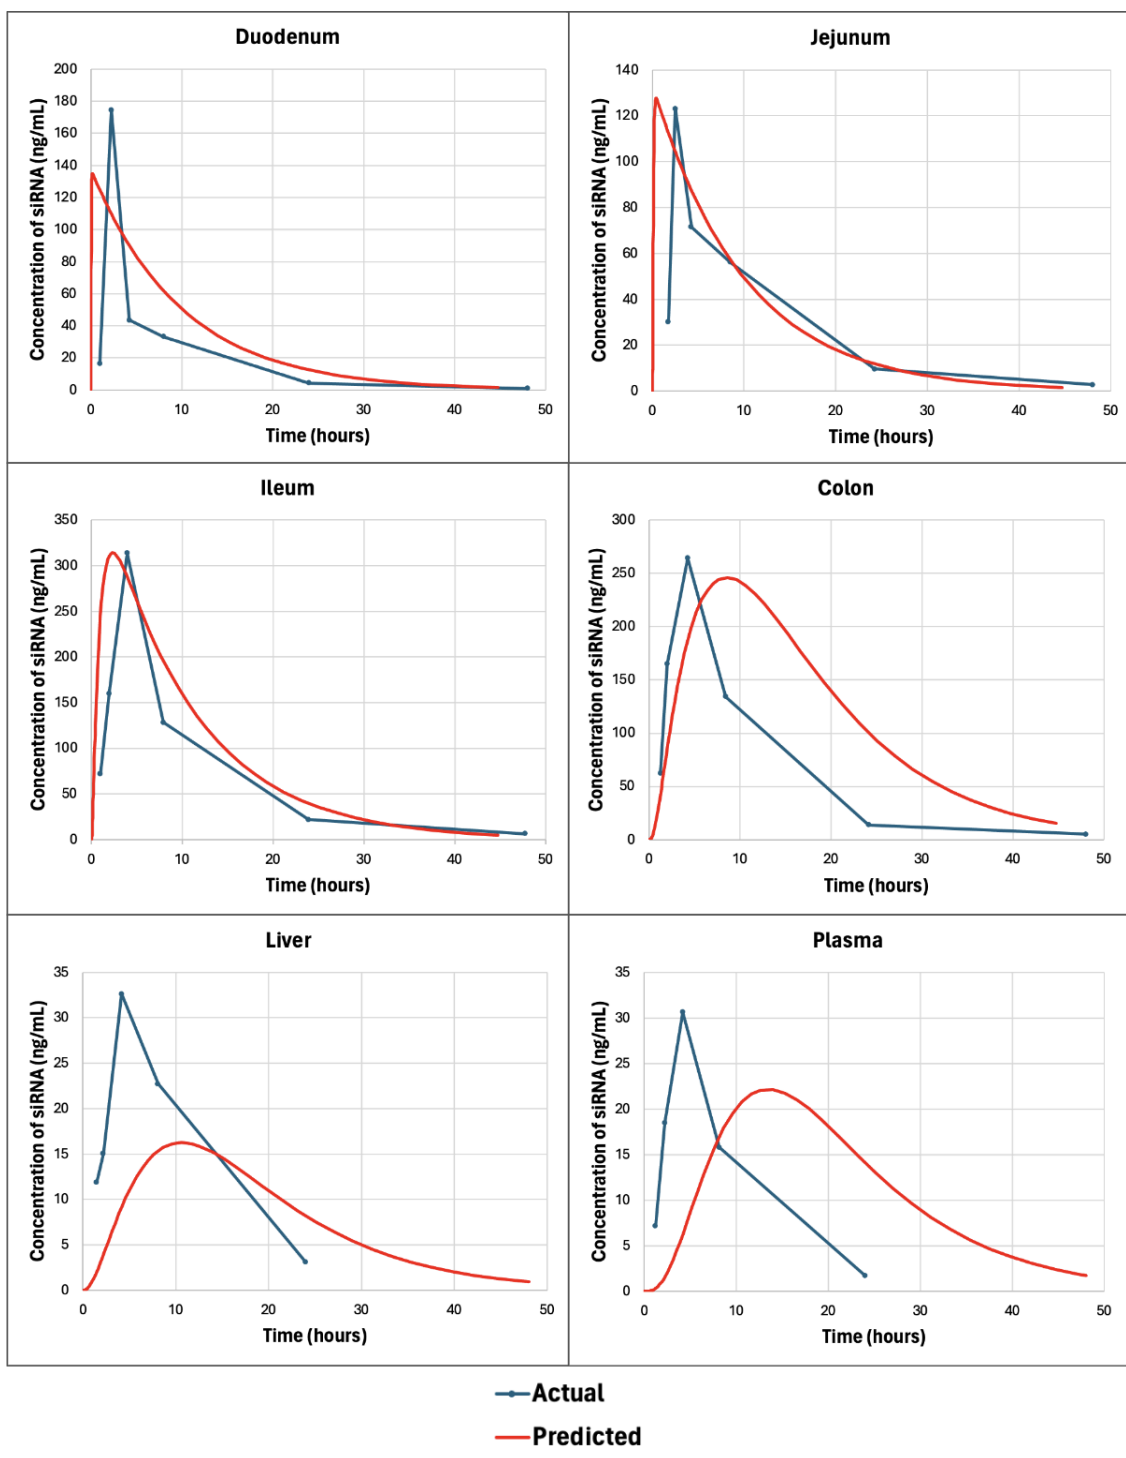 Duodenum
Concentration of siRNA (ng/mL)
200
180
160
140
120
100
80
60
40
20
0
0 10 20 30 40 50
Time (hours)
Jejunum
Concentration of siRNA (ng/mL)
140
120
100
80
60
40
20
0
0 10 20 30 40 50
Time (hours)
Ileum
Concentration of siRNA (ng/mL)
350
300
250
200
150
100
50
0
0 10 20 30 40 50
Time (hours)
Colon
Concentration of siRNA (ng/mL)
300
250
200
150
100
50
0
0 10 20 30 40 50
Time (hours)
Liver
Concentration of siRNA (ng/mL)
35
30
25
20
15
10
5
0
0 10 20 30 40 50
Time (hours)
Plasma
Concentration of siRNA (ng/mL)
35
30
25
20
15
10
5
0
0 10 20 30 40 50
Time (hours)
Actual
Predicted